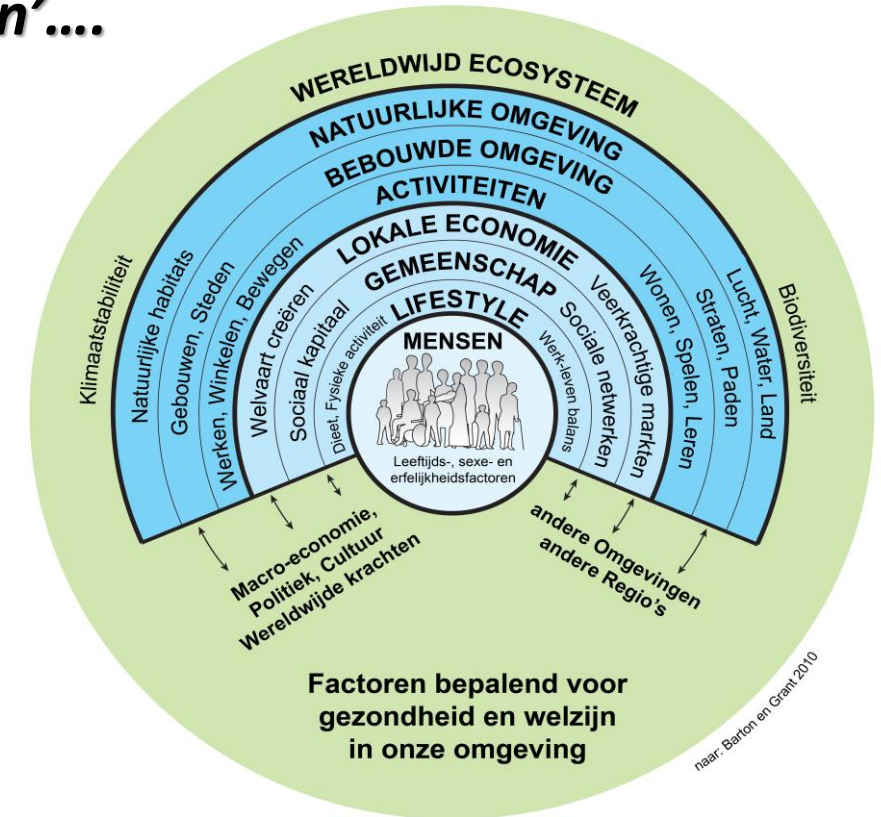 n'....
WERELDWIJD ECOSYSTEEM
NATUURLIJKE OMGEVING
BEBOUWDE OMGEVING
ACTIVITEITEN
LOKALE ECONOMIE
GEMEENSCHAP
LIFESTYLE
MENSEN
Leeftijds-, sexe- en
erfelijkheidsfactoren
Klimaatstabiliteit
Natuurlijke habitats
Gebouwen, Steden
Werken, Winkelen, Bewegen
Welvaart creëren
Sociaal kapitaal
Dieet, Fysieke activiteit
Werk-leven balans
Sociale netwerken
Veerkrachtige markten
Wonen, Spelen, Leren
Straten, Paden
Lucht, Water, Land
Biodiversiteit
Macro-economie,
Politiek, Cultuur
Wereldwijde krachten
andere Omgevingen
andere Regio's
Factoren bepalend voor
gezondheid en welzijn
in onze omgeving
naar: Barton en Grant 2010